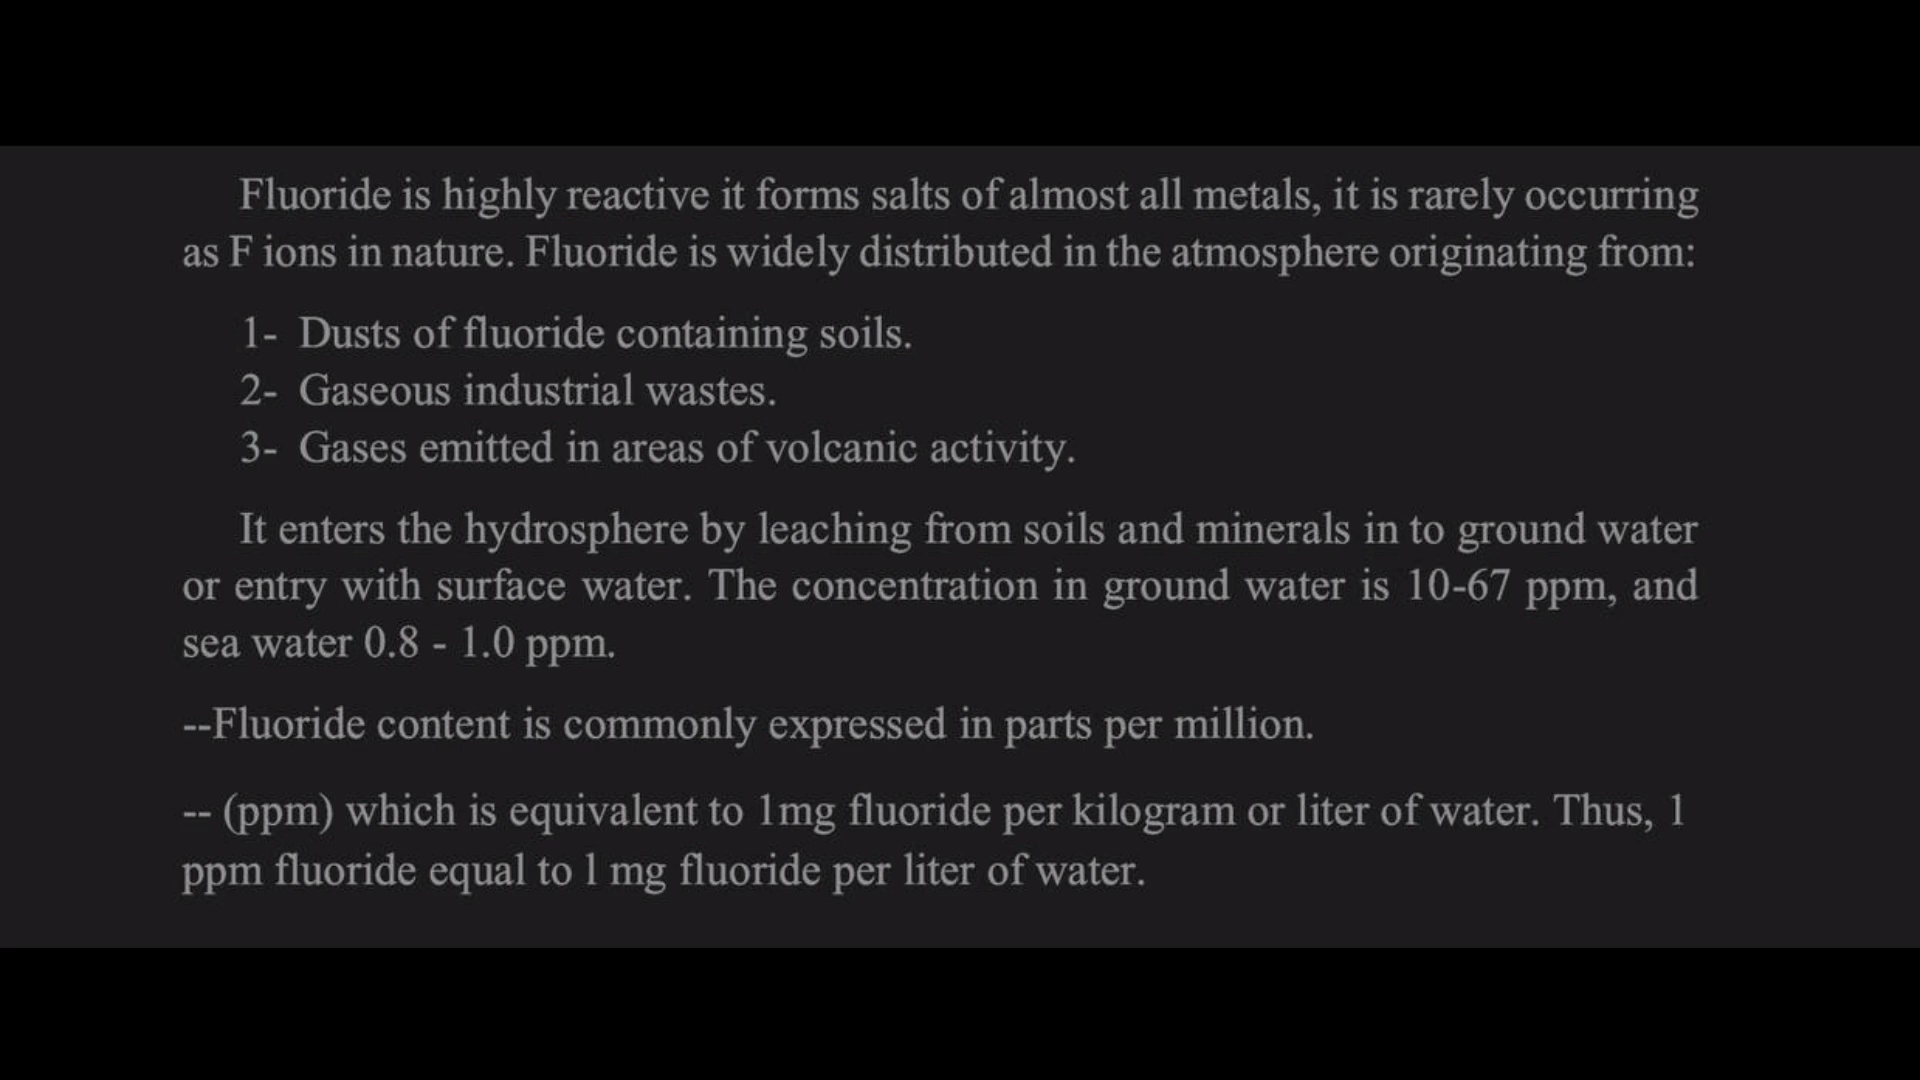 Fluoride is highly reactive it forms salts of almost all metals, it is rarely occurring
as F ions in nature. Fluoride is widely distributed in the atmosphere originating from:
1- Dusts of fluoride containing soils.
2- Gaseous industrial wastes.
3- Gases emitted in areas of volcanic activity.
It enters the hydrosphere by leaching from soils and minerals in to ground water
or entry with surface water. The concentration in ground water is 10-67 ppm, and
sea water 0.8 - 1.0 ppm.
--Fluoride content is commonly expressed in parts per million.
-- (ppm) which is equivalent to 1mg fluoride per kilogram or liter of water. Thus, 1
ppm fluoride equal to l mg fluoride per liter of water.